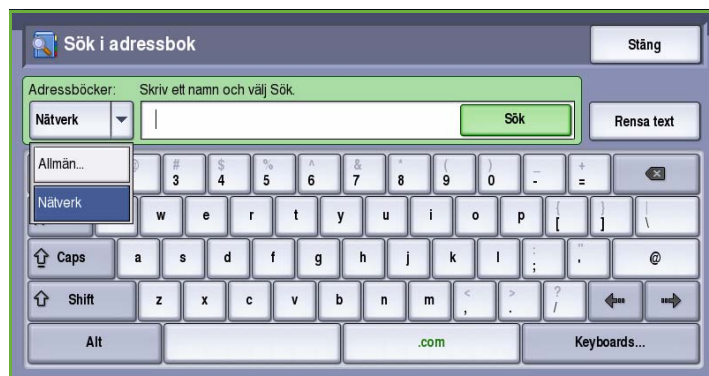 Sök i adressbok
Stäng
Adressböcker: Skriv ett namn och välj Sök.
Nätverk
Sök
Rensa text
Allmän...
Nätverk
# 3 $ 4 % 5 ^ 6 & 7 * 8 ( 9 ) 0 _ - + =
w e r t y u i o p { [ } ] | \
Caps a s d f g h j k l : ; " ' @
Shift z x c v b n m < , > . ? /
Alt .com Keyboards...